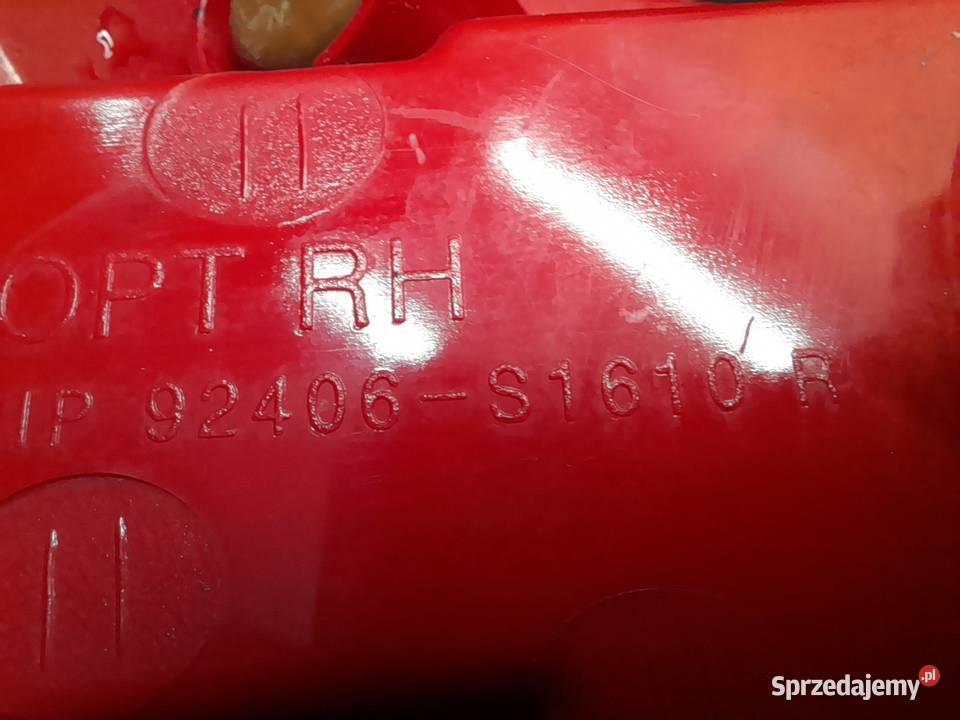 OPT RH
IP 92406-S1610 R
Sprzedajemy.pl